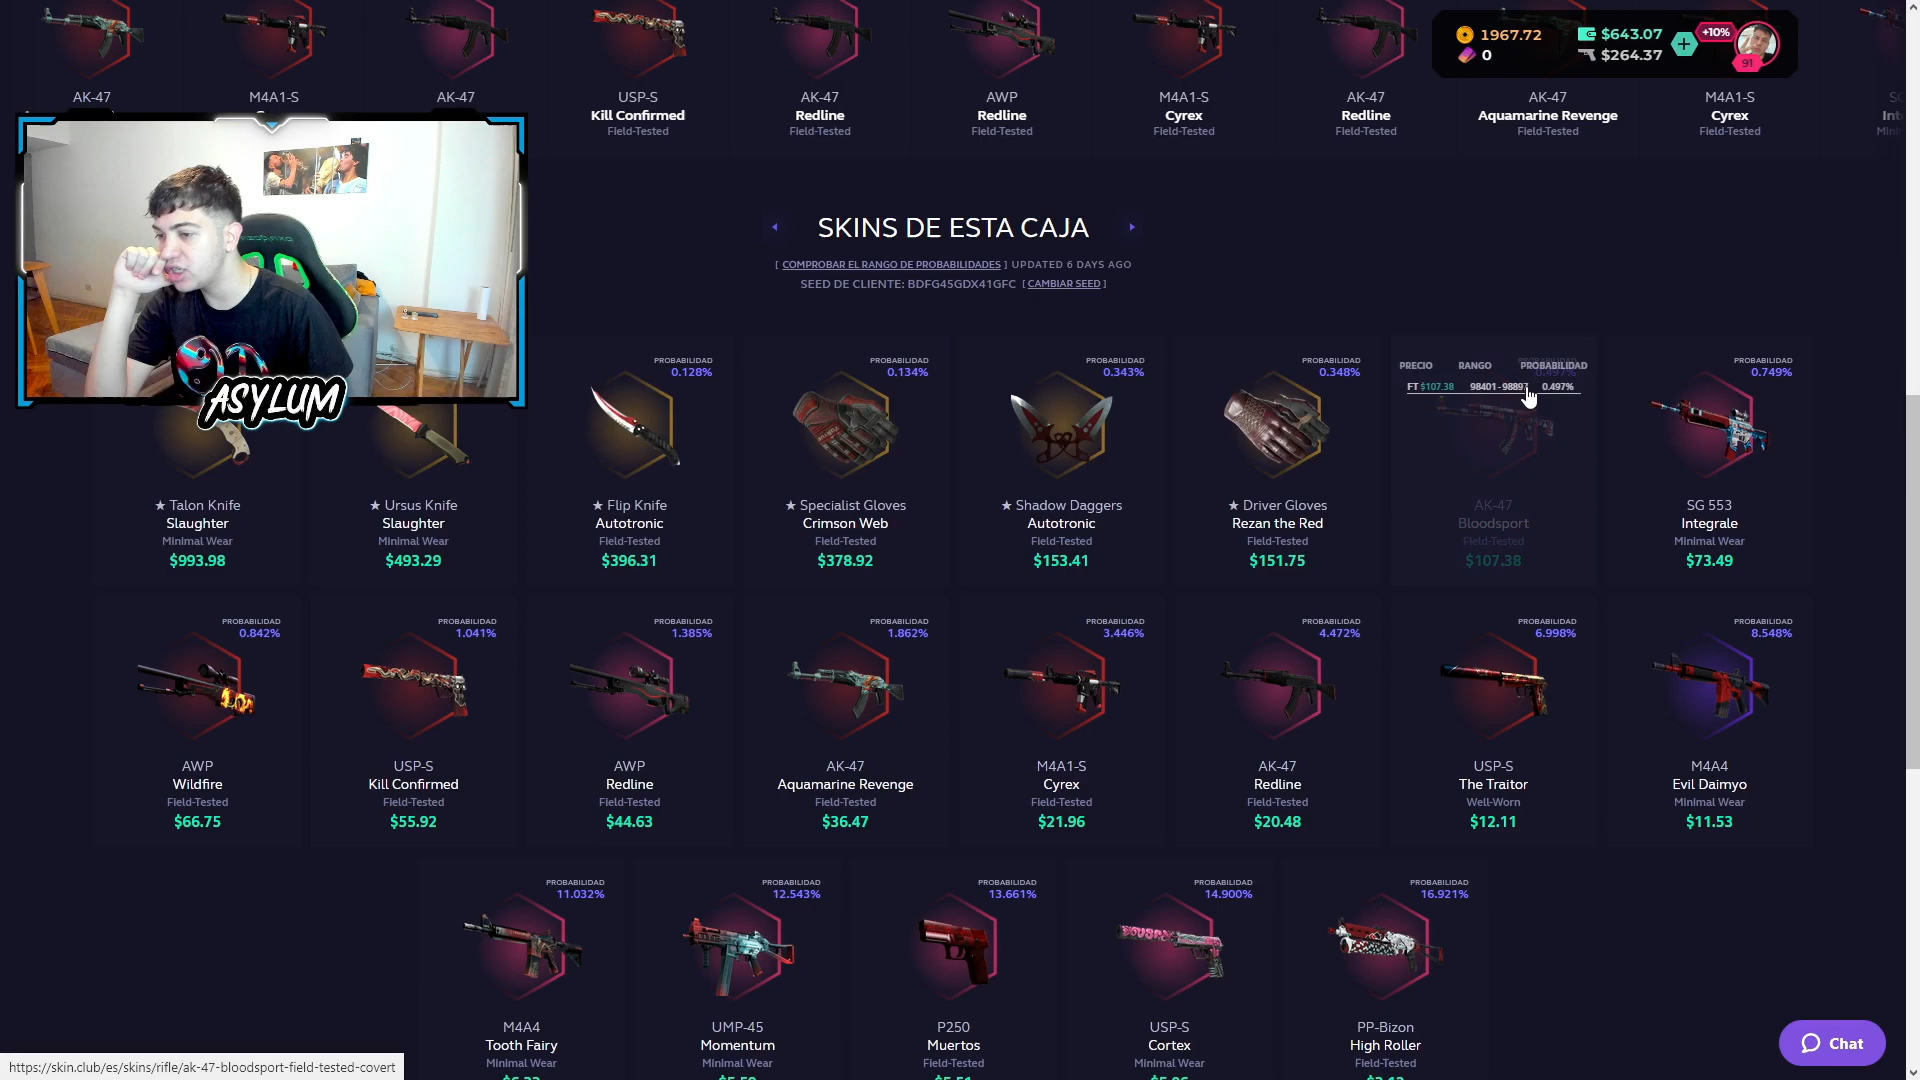 1967.72
$643.07
+10%
0
$264.37
91
AK-47
M4A1-S
AK-47
USP-S
Kill Confirmed
Field-Tested
AK-47
Redline
Field-Tested
AWP
Redline
Field-Tested
M4A1-S
Cyrex
Field-Tested
AK-47
Redline
Field-Tested
AK-47
Aquamarine Revenge
Field-Tested
M4A1-S
Cyrex
Field-Tested
ASYLUM
SKINS DE ESTA CAJA
[ COMPROBAR EL RANGO DE PROBABILIDADES ] UPDATED 6 DAYS AGO
SEED DE CLIENTE: BDFG45GDX41GFC [ CAMBIAR SEED ]
★ Talon Knife
Slaughter
Minimal Wear
$993.98
★ Ursus Knife
Slaughter
Minimal Wear
$493.29
PROBABILIDAD
0.128%
★ Flip Knife
Autotronic
Field-Tested
$396.31
PROBABILIDAD
0.134%
★ Specialist Gloves
Crimson Web
Field-Tested
$378.92
PROBABILIDAD
0.343%
★ Shadow Daggers
Autotronic
Field-Tested
$153.41
PROBABILIDAD
0.348%
★ Driver Gloves
Rezan the Red
Field-Tested
$151.75
PRECIO RANGO PROBABILIDAD
FT $107.38 98401 - 98897 0.497%
AK-47
Bloodsport
Field-Tested
$107.38
PROBABILIDAD
0.749%
SG 553
Integrale
Minimal Wear
$73.49
PROBABILIDAD
0.842%
AWP
Wildfire
Field-Tested
$66.75
PROBABILIDAD
1.041%
USP-S
Kill Confirmed
Field-Tested
$55.92
PROBABILIDAD
1.385%
AWP
Redline
Field-Tested
$44.63
PROBABILIDAD
1.862%
AK-47
Aquamarine Revenge
Field-Tested
$36.47
PROBABILIDAD
3.446%
M4A1-S
Cyrex
Field-Tested
$21.96
PROBABILIDAD
4.472%
AK-47
Redline
Field-Tested
$20.48
PROBABILIDAD
6.998%
USP-S
The Traitor
Well-Worn
$12.11
PROBABILIDAD
8.548%
M4A4
Evil Daimyo
Minimal Wear
$11.53
PROBABILIDAD
11.032%
M4A4
Tooth Fairy
Minimal Wear
PROBABILIDAD
12.543%
UMP-45
Momentum
Minimal Wear
PROBABILIDAD
13.661%
P250
Muertos
Field-Tested
PROBABILIDAD
14.900%
USP-S
Cortex
Minimal Wear
PROBABILIDAD
16.921%
PP-Bizon
High Roller
Field-Tested
Chat
https://skin.club/es/skins/rifle/ak-47-bloodsport-field-tested-covert